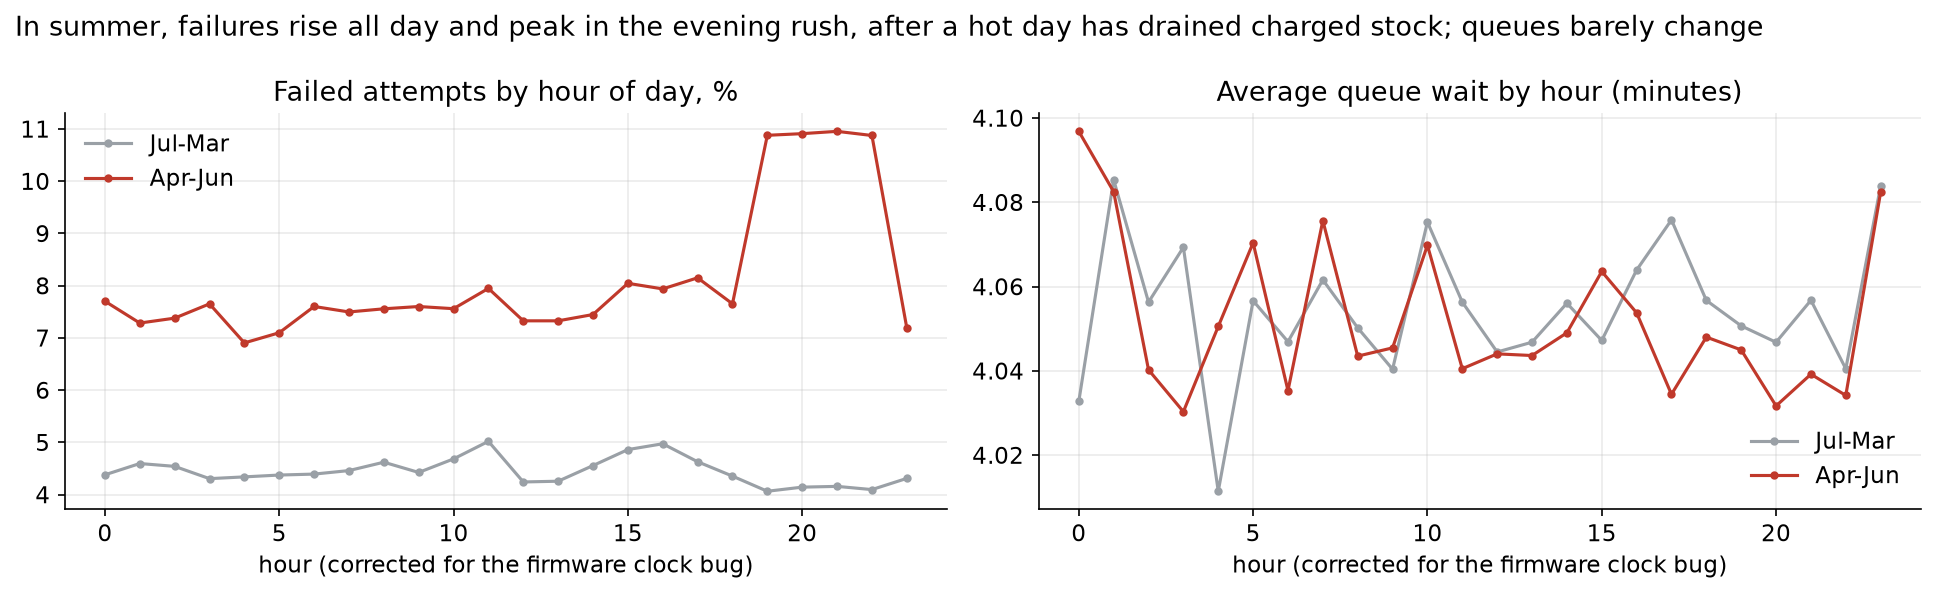 In summer, failures rise all day and peak in the evening rush, after a hot day has drained charged stock; queues barely change
Failed attempts by hour of day, %
11
10
9
8
7
6
5
4
Jul-Mar
Apr-Jun
0
5
10
15
20
hour (corrected for the firmware clock bug)
Average queue wait by hour (minutes)
4.10
4.08
4.06
4.04
4.02
Jul-Mar
Apr-Jun
0
5
10
15
20
hour (corrected for the firmware clock bug)